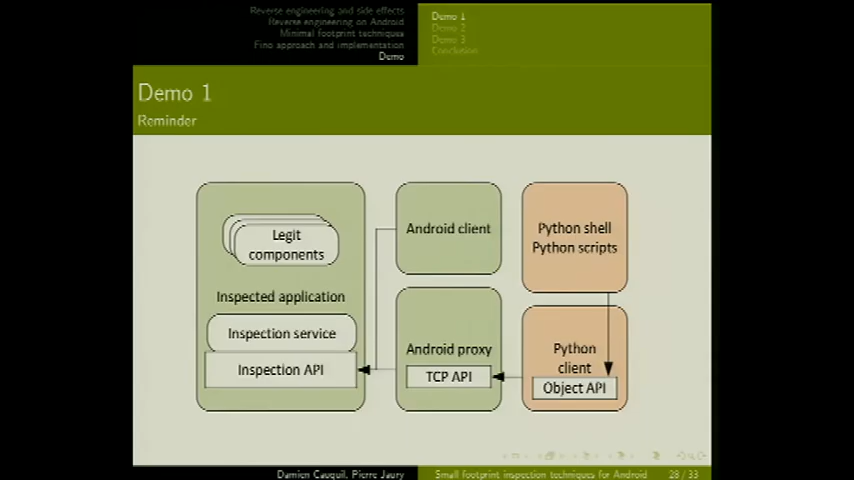 Reverse engineering and side effects
Reverse engineering on Android
Minimal footprint techniques
Fino approach and implementation
Demo
Demo 1
Demo 2
Demo 3
Conclusion
Demo 1
Reminder
Legit
components
Inspected application
Inspection service
Inspection API
Android client
Android proxy
TCP API
Python shell
Python scripts
Python
client
Object API
Damien Cauquil, Pierre Jaury
Small footprint inspection techniques for Android
28 / 33